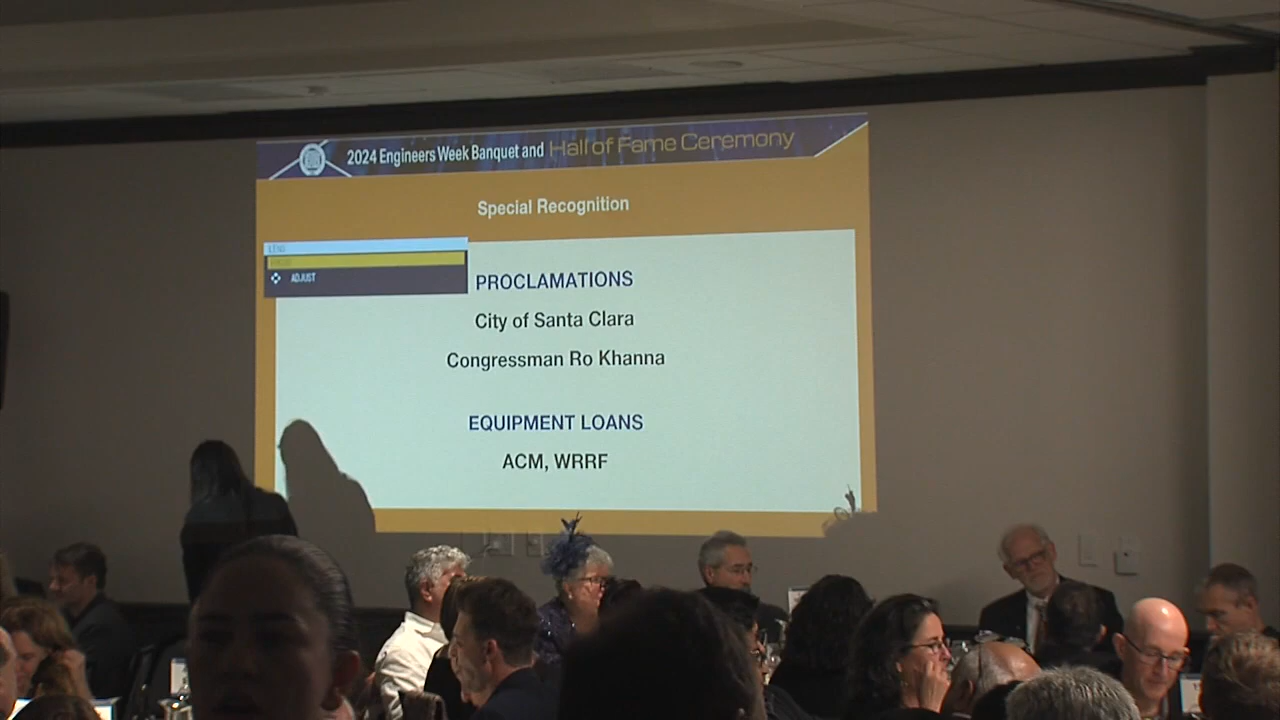 2024 Engineers Week Banquet and Hall of Fame Ceremony
Special Recognition
ADJUST
PROCLAMATIONS
City of Santa Clara
Congressman Ro Khanna
EQUIPMENT LOANS
ACM, WRRF